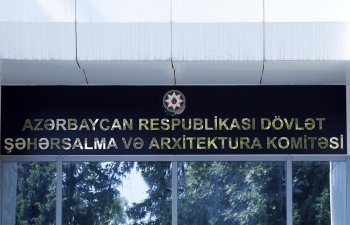 AZƏRBAYCAN RESPUBLİKASI DÖVLƏT
ŞƏHƏRSALMA VƏ ARXİTEKTURA KOMİTƏSİ